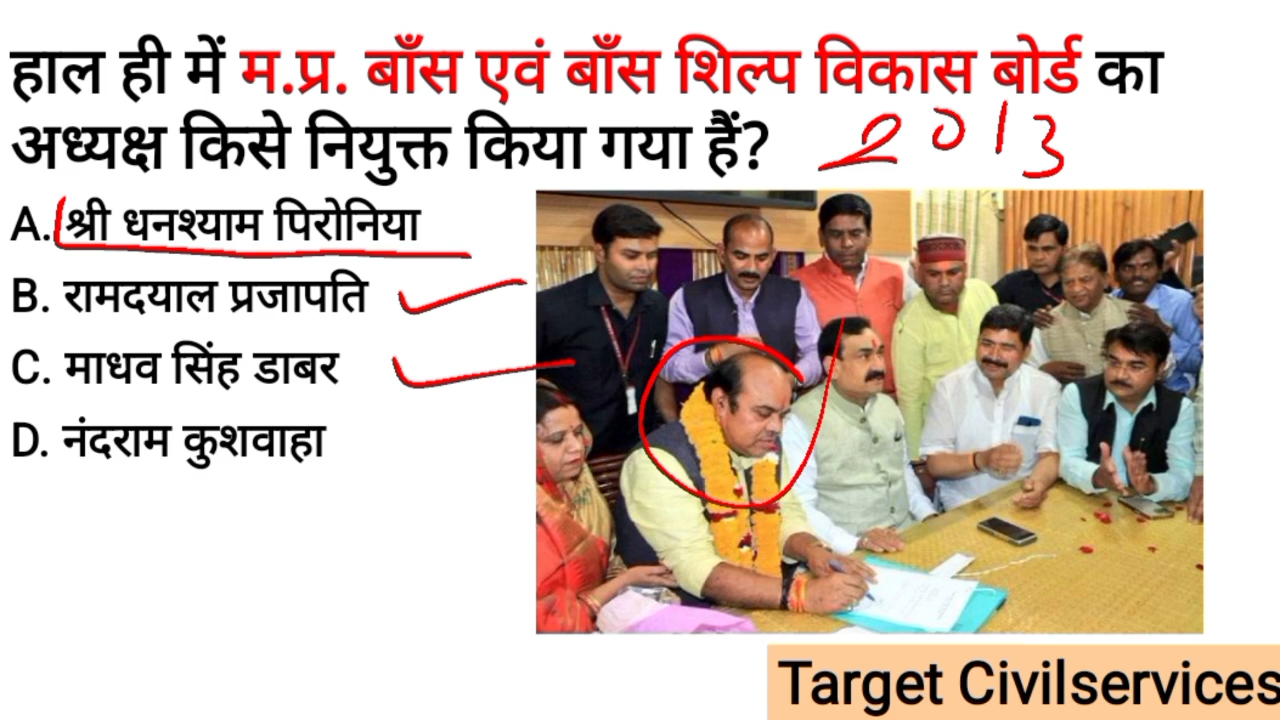 हाल ही में म.प्र. बाँस एवं बाँस शिल्प विकास बोर्ड का
अध्यक्ष किसे नियुक्त किया गया हैं? 2013
A. श्री धनश्याम पिरोनिया
B. रामदयाल प्रजापति
C. माधव सिंह डाबर
D. नंदराम कुशवाहा
Target Civilservices